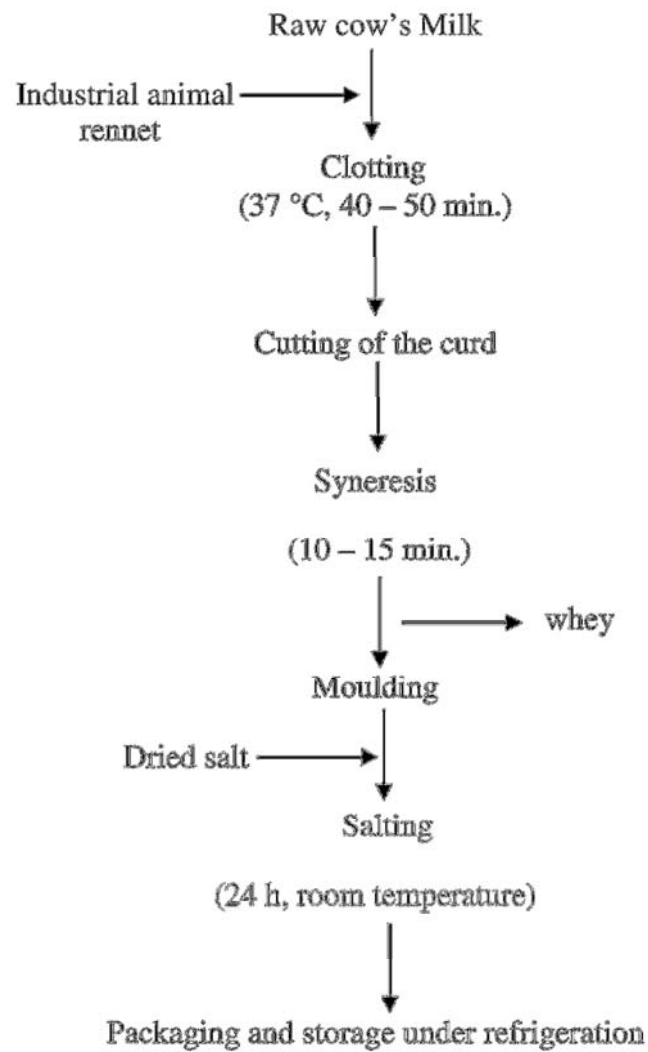 Raw cow's Milk
Industrial animal
rennet
Clotting
(37 °C, 40 – 50 min.)
Cutting of the curd
Syneresis
(10 – 15 min.)
whey
Moulding
Dried salt
Salting
(24 h, room temperature)
Packaging and storage under refrigeration